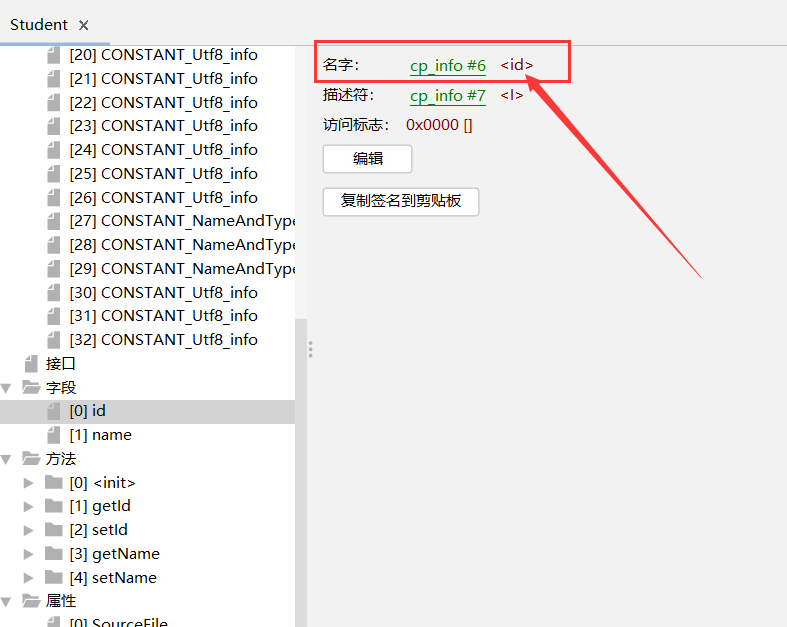 Student ×
[20] CONSTANT_Utf8_info
[21] CONSTANT_Utf8_info
[22] CONSTANT_Utf8_info
[23] CONSTANT_Utf8_info
[24] CONSTANT_Utf8_info
[25] CONSTANT_Utf8_info
[26] CONSTANT_Utf8_info
[27] CONSTANT_NameAndType
[28] CONSTANT_NameAndType
[29] CONSTANT_NameAndType
[30] CONSTANT_Utf8_info
[31] CONSTANT_Utf8_info
[32] CONSTANT_Utf8_info
接口
字段
[0] id
[1] name
方法
[0] <init>
[1] getId
[2] setId
[3] getName
[4] setName
属性
[0] SourceFile
名字: cp_info #6 <id>
描述符: cp_info #7 <I>
访问标志: 0x0000 []
编辑
复制签名到剪贴板